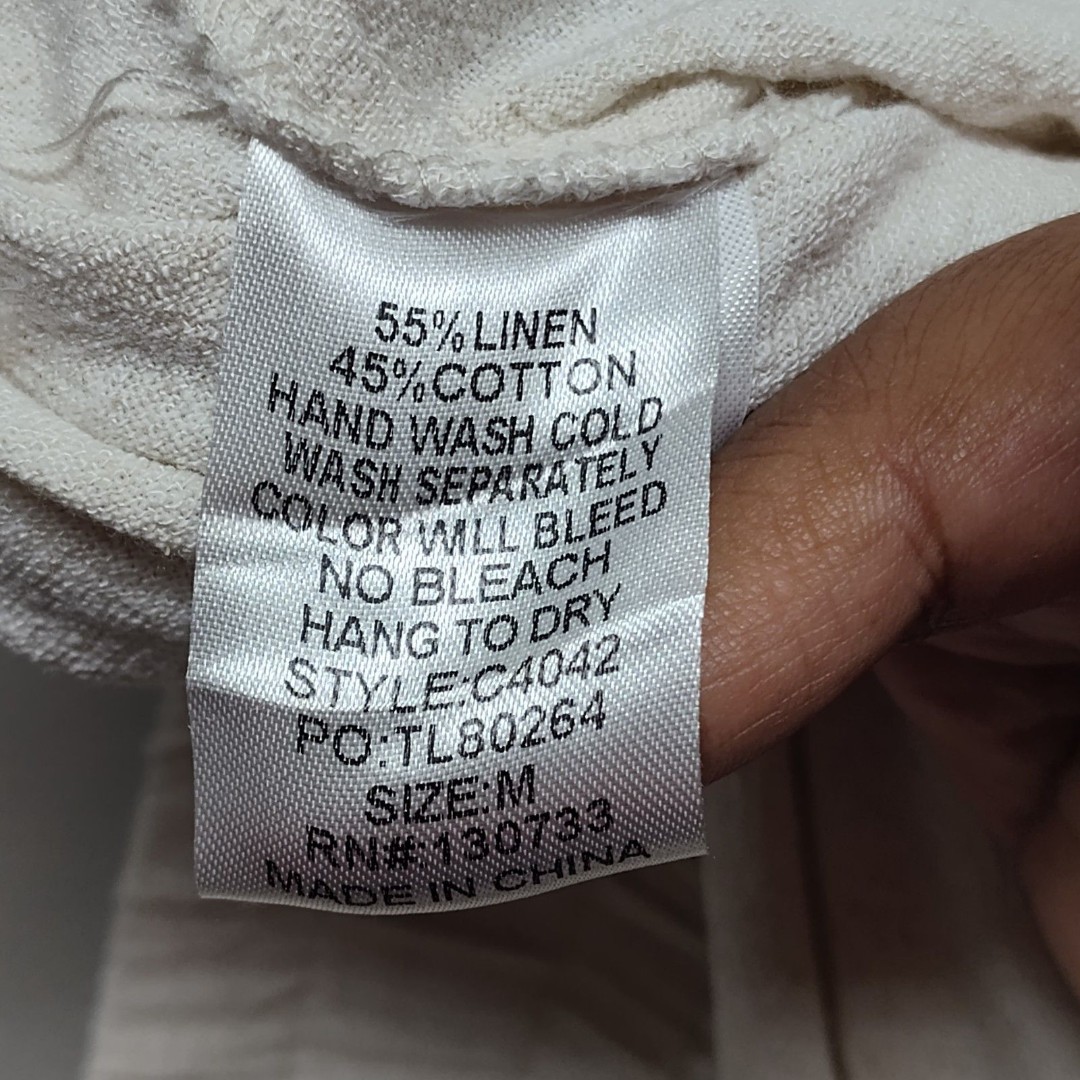 55%LINEN
45%COTTON
HAND WASH COLD
WASH SEPARATELY
COLOR WILL BLEED
NO BLEACH
HANG TO DRY
STYLE:C4042
PO:TL80264
SIZE:M
RN#:130733
MADE IN CHINA